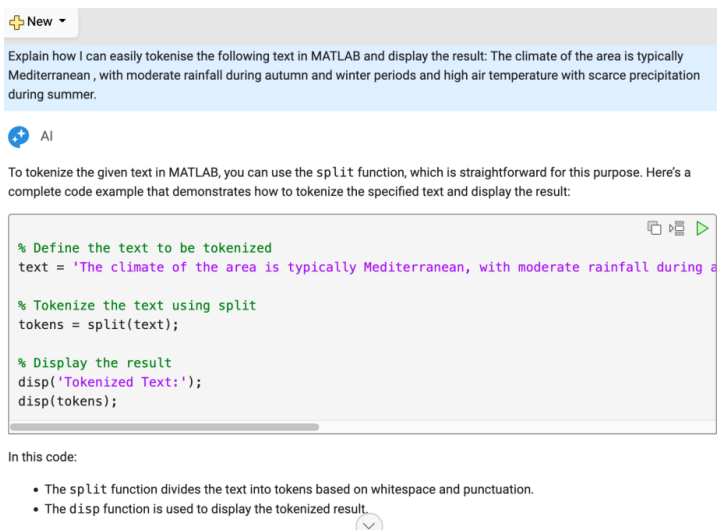 New
Explain how I can easily tokenise the following text in MATLAB and display the result: The climate of the area is typically
Mediterranean , with moderate rainfall during autumn and winter periods and high air temperature with scarce precipitation
during summer.
AI
To tokenize the given text in MATLAB, you can use the split function, which is straightforward for this purpose. Here's a
complete code example that demonstrates how to tokenize the specified text and display the result:
% Define the text to be tokenized
text = 'The climate of the area is typically Mediterranean, with moderate rainfall during a
% Tokenize the text using split
tokens = split(text);
% Display the result
disp('Tokenized Text:');
disp(tokens);
In this code:
• The split function divides the text into tokens based on whitespace and punctuation.
• The disp function is used to display the tokenized result.